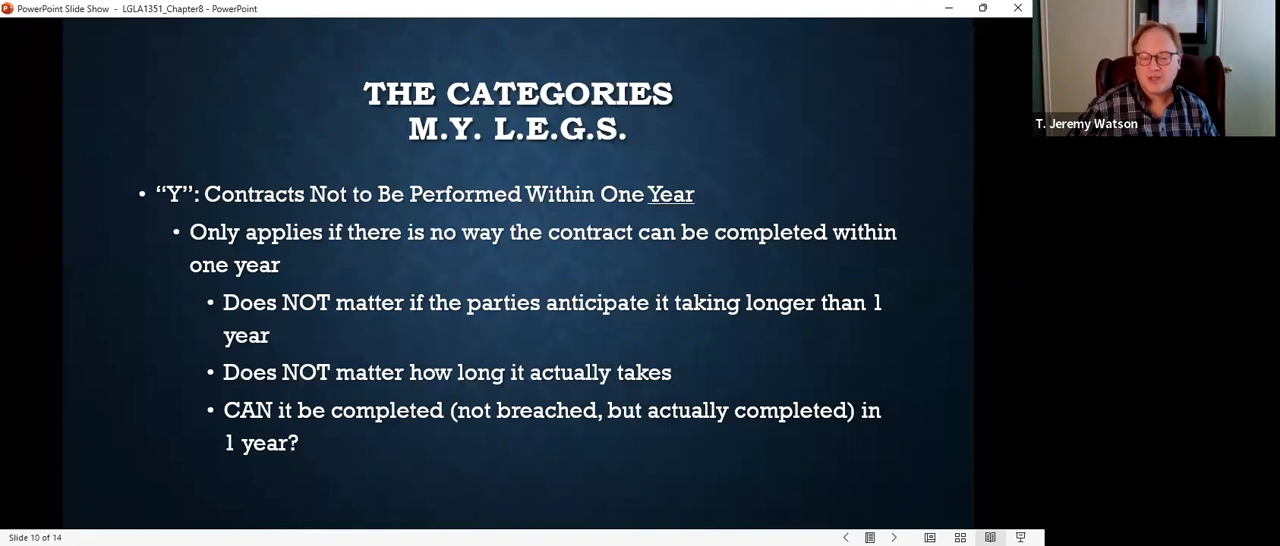 PowerPoint Slide Show - LGLA1351_Chapter8 - PowerPoint
THE CATEGORIES
M.Y. L.E.G.S.
• “Y”: Contracts Not to Be Performed Within One Year
• Only applies if there is no way the contract can be completed within
one year
• Does NOT matter if the parties anticipate it taking longer than 1
year
• Does NOT matter how long it actually takes
• CAN it be completed (not breached, but actually completed) in
1 year?
T. Jeremy Watson
Slide 10 of 14